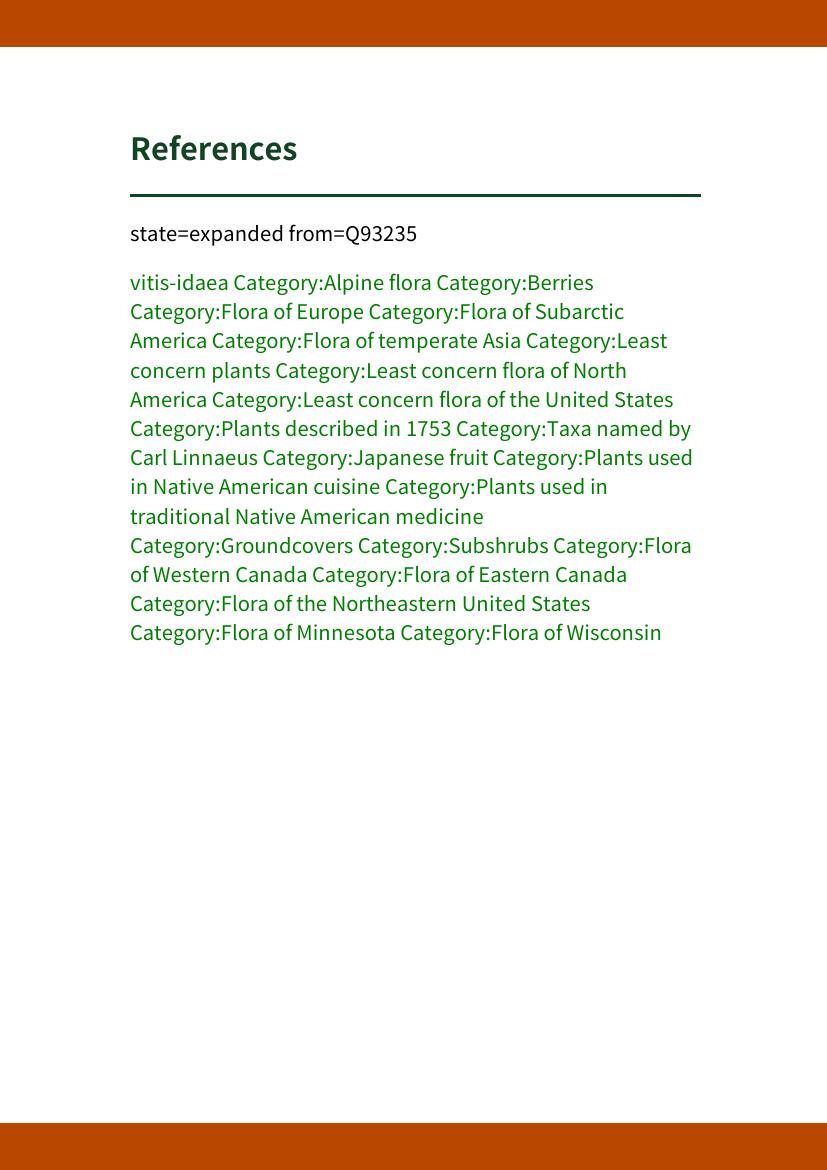 References
state=expanded from=Q93235
vitis-idaea Category:Alpine flora Category:Berries
Category:Flora of Europe Category:Flora of Subarctic
America Category:Flora of temperate Asia Category:Least
concern plants Category:Least concern flora of North
America Category:Least concern flora of the United States
Category:Plants described in 1753 Category:Taxa named by
Carl Linnaeus Category:Japanese fruit Category:Plants used
in Native American cuisine Category:Plants used in
traditional Native American medicine
Category:Groundcovers Category:Subshrubs Category:Flora
of Western Canada Category:Flora of Eastern Canada
Category:Flora of the Northeastern United States
Category:Flora of Minnesota Category:Flora of Wisconsin